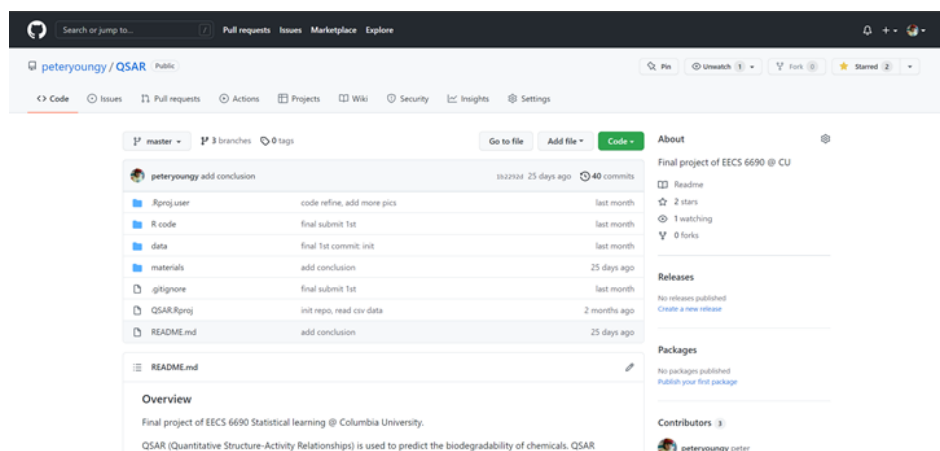 Search or jump to... / Pull requests Issues Marketplace Explore
peteryoungy / QSAR Public Pin Unwatch 1 Fork 0 Starred 2
Code Issues Pull requests Actions Projects Wiki Security Insights Settings
master 3 branches 0 tags Go to file Add file Code
peteryoungy add conclusion 25 days ago 40 commits
.Rproj.user code refine, add more pics last month
R code final submit 1st last month
data final 1st commit: init last month
materials add conclusion 25 days ago
.gitignore final submit 1st last month
QSAR.Rproj init repo, read csv data 2 months ago
README.md add conclusion 25 days ago
README.md
Overview
Final project of EECS 6690 Statistical learning @ Columbia University.
QSAR (Quantitative Structure-Activity Relationships) is used to predict the biodegradability of chemicals. QSAR
About
Final project of EECS 6690 @ CU
Readme
2 stars
1 watching
0 forks
Releases
No releases published
Create a new release
Packages
No packages published
Publish your first package
Contributors 3
peteryoungy peter